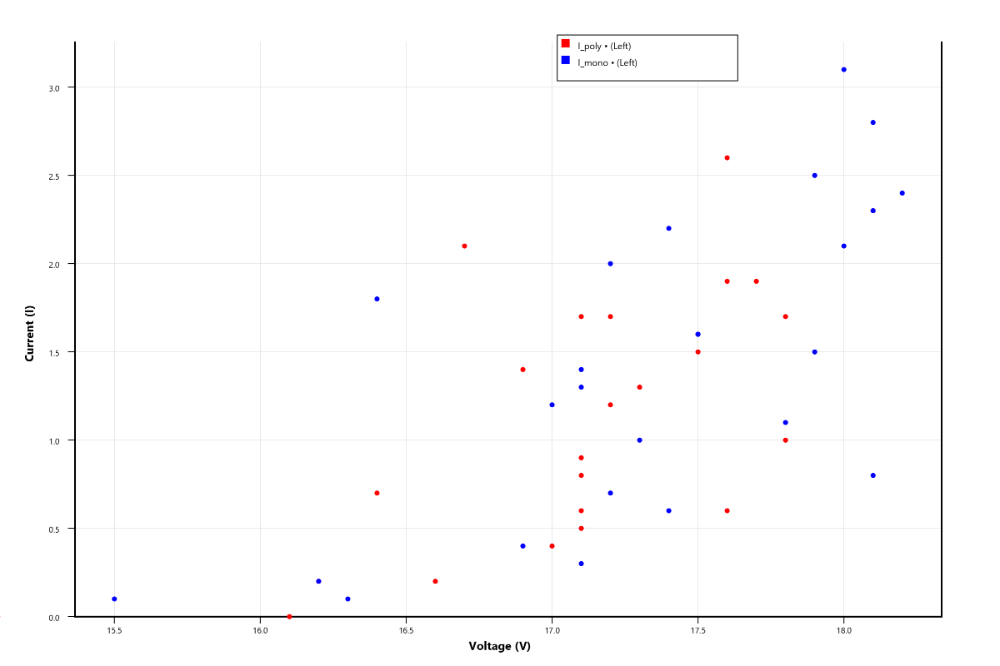 I_poly • (Left)
I_mono • (Left)
3.0
2.5
2.0
1.5
1.0
0.5
0.0
Current (I)
15.5 16.0 16.5 17.0 17.5 18.0
Voltage (V)